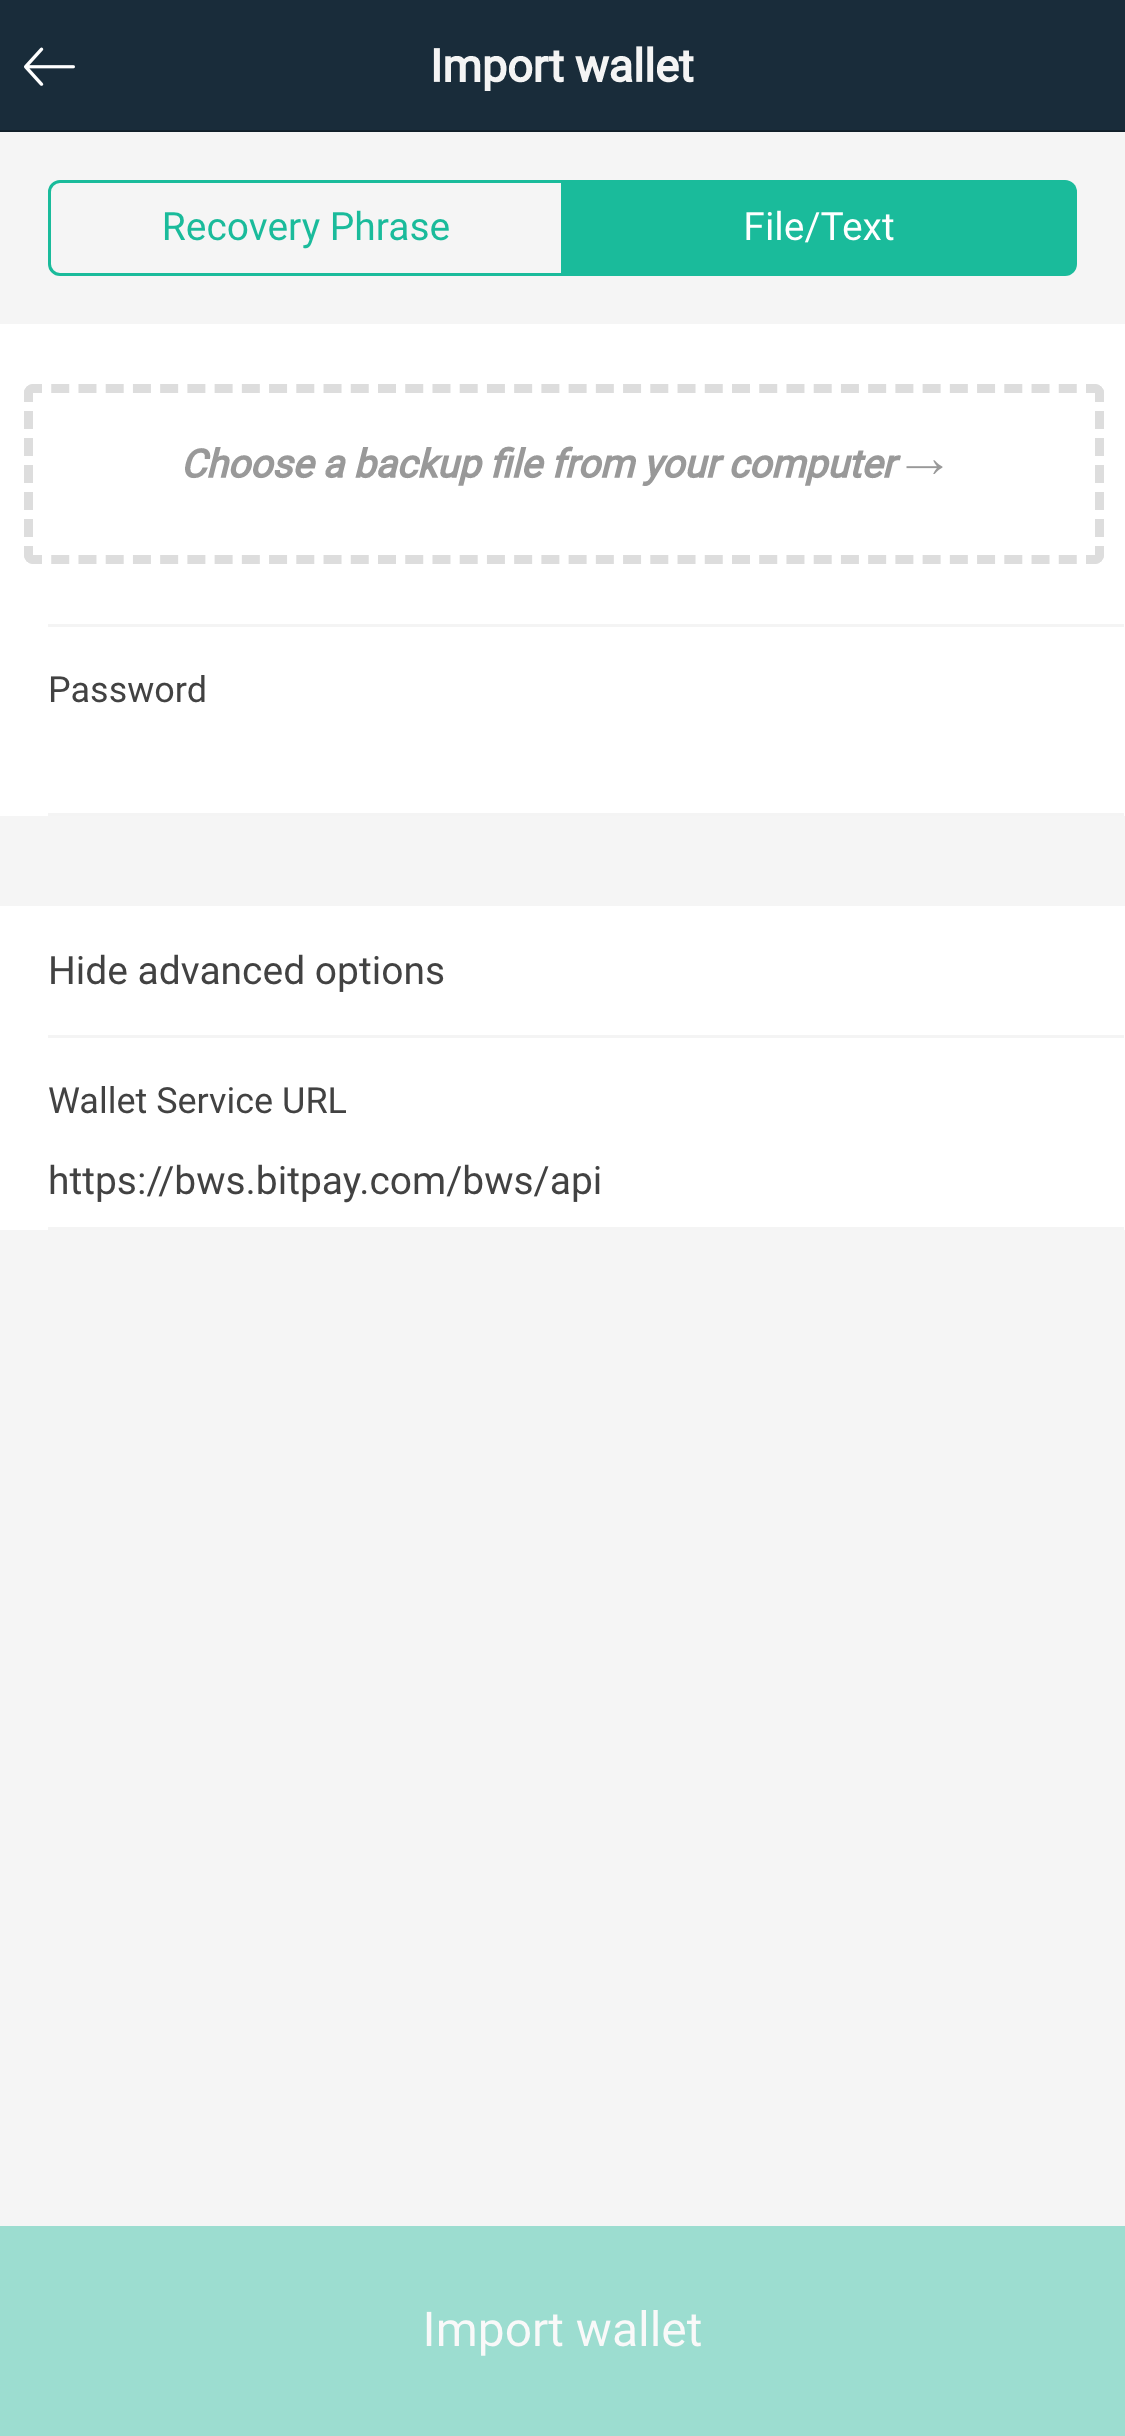 Import wallet
Recovery Phrase
File/Text
Choose a backup file from your computer→
Password
Hide advanced options
Wallet Service URL
https://bws.bitpay.com/bws/api
Import wallet